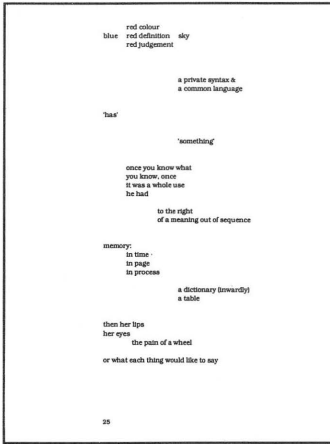 red colour
blue red definition sky
red judgement
a private syntax &
a common language
'has'
'something'
once you know what
you know, once
it was a whole use
he had
to the right
of a meaning out of sequence
memory:
in time ·
in page
in process
a dictionary (inwardly)
a table
then her lips
her eyes
the pain of a wheel
or what each thing would like to say
25